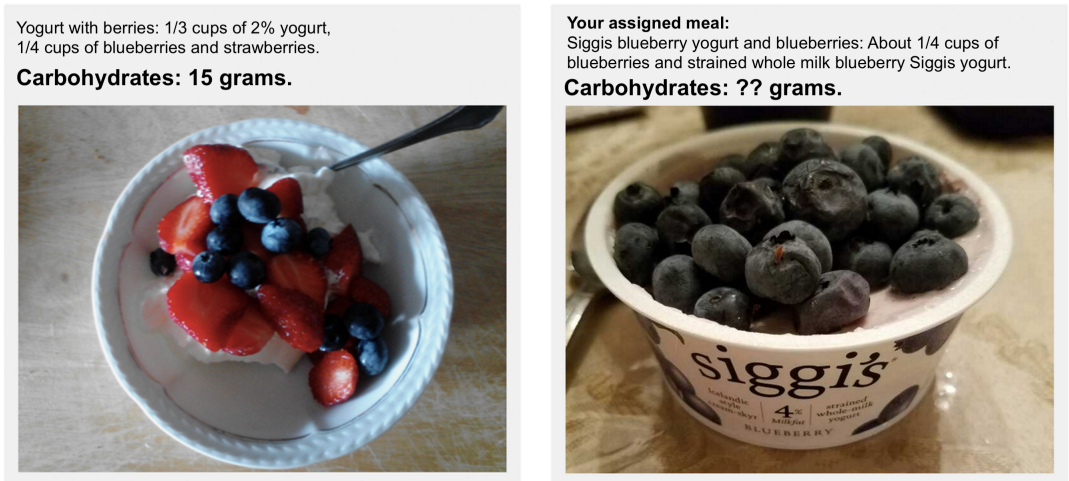 Yogurt with berries: 1/3 cups of 2% yogurt,
1/4 cups of blueberries and strawberries.
Carbohydrates: 15 grams.
Your assigned meal:
Siggis blueberry yogurt and blueberries: About 1/4 cups of
blueberries and strained whole milk blueberry Siggis yogurt.
Carbohydrates: ?? grams.
siggi's
Icelandic
style
cream-skyr
4%
Milkfat
strained
whole-milk
yogurt
BLUEBERRY